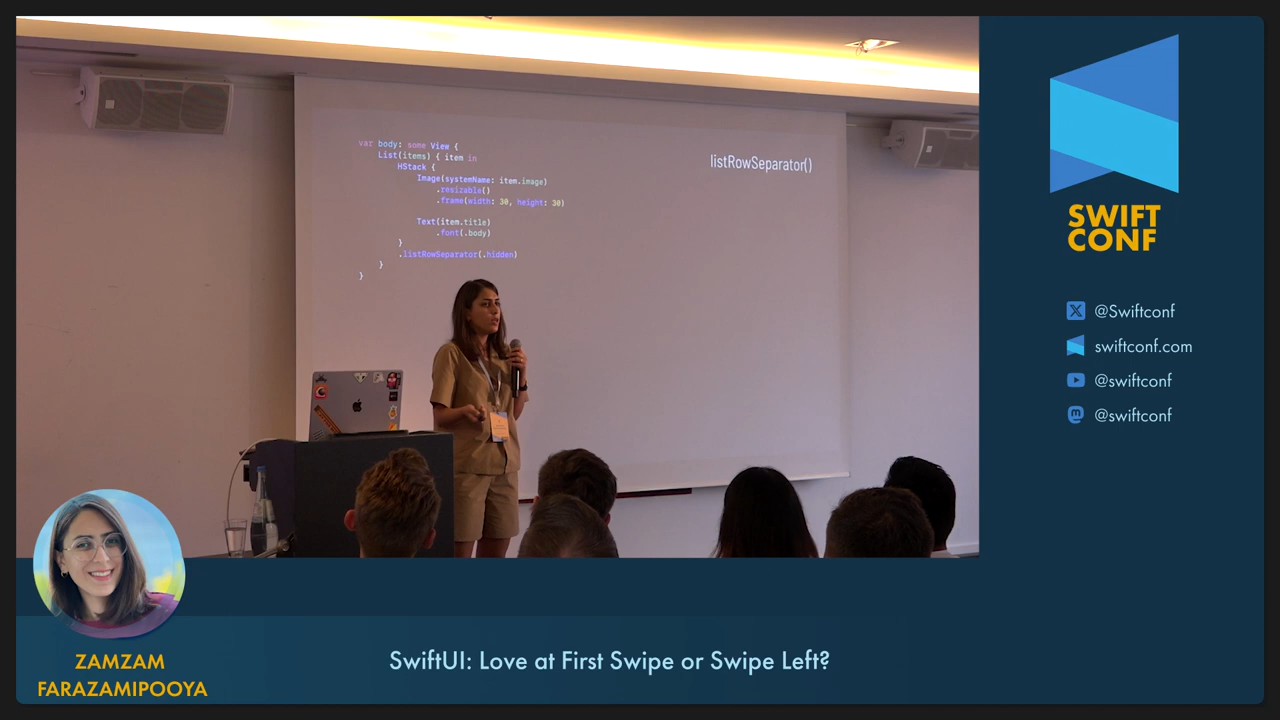 var body: some View {
List(items) { item in
HStack {
Image(systemName: item.image)
.resizable()
.frame(width: 30, height: 30)
Text(item.title)
.font(.body)
}
.listRowSeparator(.hidden)
}
}
listRowSeparator()
SWIFT
CONF
@Swiftconf
swiftconf.com
@swiftconf
@swiftconf
ZAMZAM
FARAZAMIPOOYA
SwiftUI: Love at First Swipe or Swipe Left?